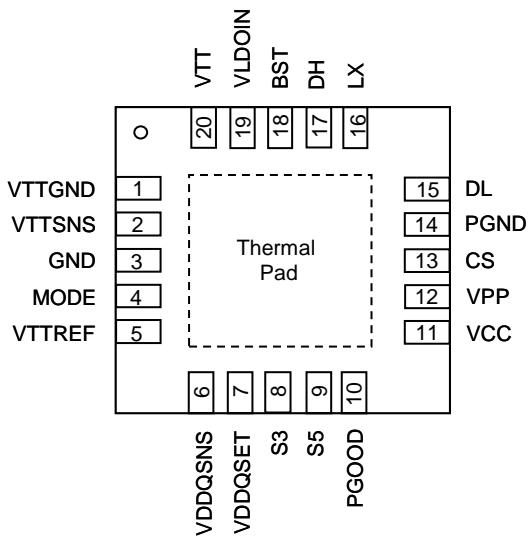 VTT
VLDOIN
BST
DH
LX
20
19
18
17
16
VTTGND 1
VTTSNS 2
GND 3
MODE 4
VTTREF 5
Thermal
Pad
15 DL
14 PGND
13 CS
12 VPP
11 VCC
6
7
8
9
10
VDDQSNS
VDDQSET
S3
S5
PGOOD